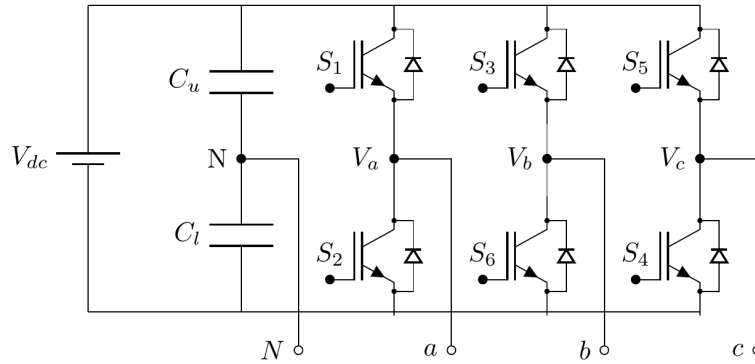 S1 S3 S5
Cu
Vdc N Va Vb Vc
Cl
S2 S6 S4
N a b c